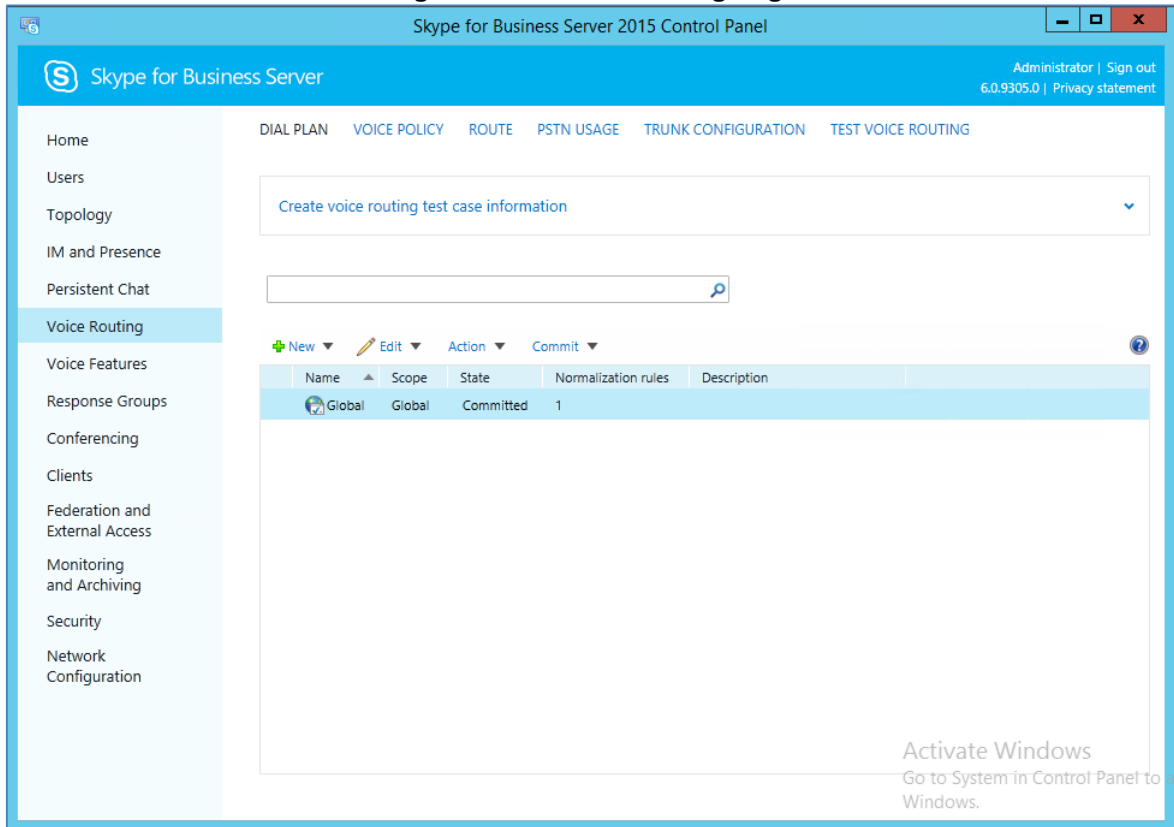 Skype for Business Server 2015 Control Panel
Skype for Business Server
Administrator | Sign out
6.0.9305.0 | Privacy statement
Home
Users
Topology
IM and Presence
Persistent Chat
Voice Routing
Voice Features
Response Groups
Conferencing
Clients
Federation and
External Access
Monitoring
and Archiving
Security
Network
Configuration
DIAL PLAN VOICE POLICY ROUTE PSTN USAGE TRUNK CONFIGURATION TEST VOICE ROUTING
Create voice routing test case information
New Edit Action Commit
Name Scope State Normalization rules Description
Global Global Committed 1
Activate Windows
Go to System in Control Panel to
Windows.